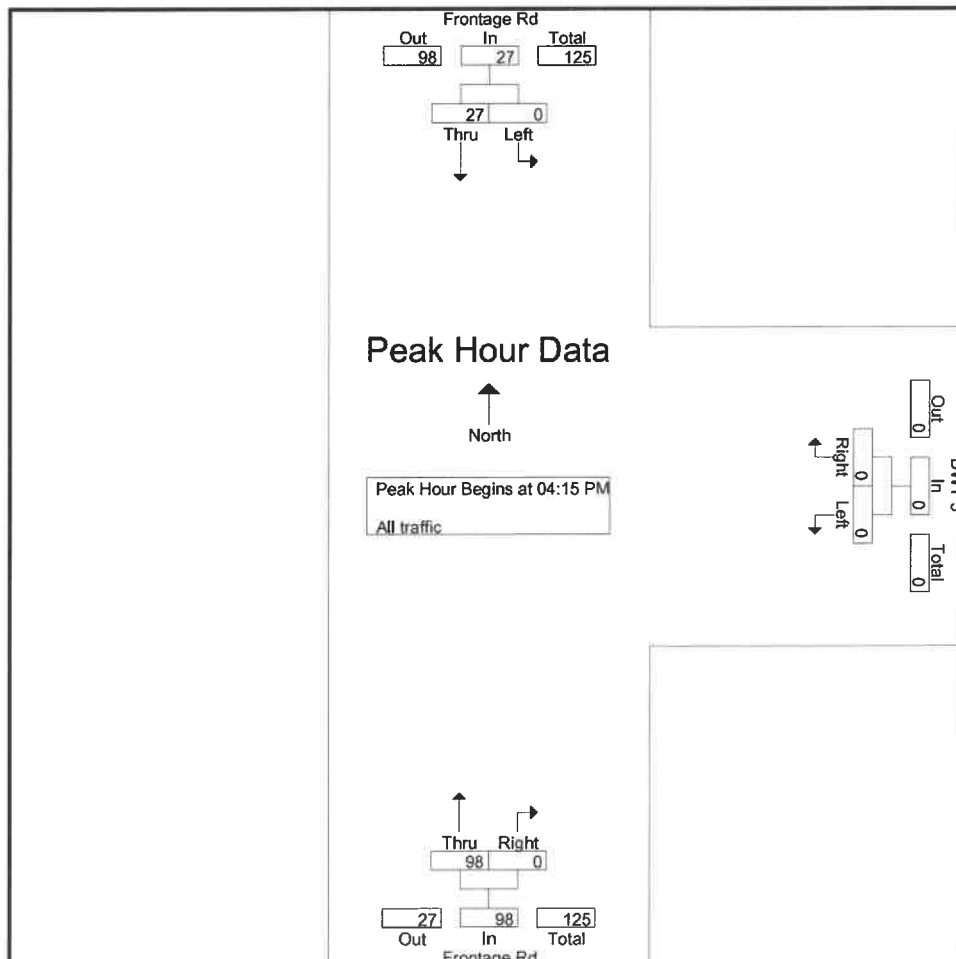 Frontage Rd
Out In Total
98 27 125
27 0
Thru Left
Peak Hour Data
North
Peak Hour Begins at 04:15 PM
All traffic
Out In Total
0 0 0
Right Left
0 0
Thru Right
98 0
27 98 125
Out In Total
Frontage Rd